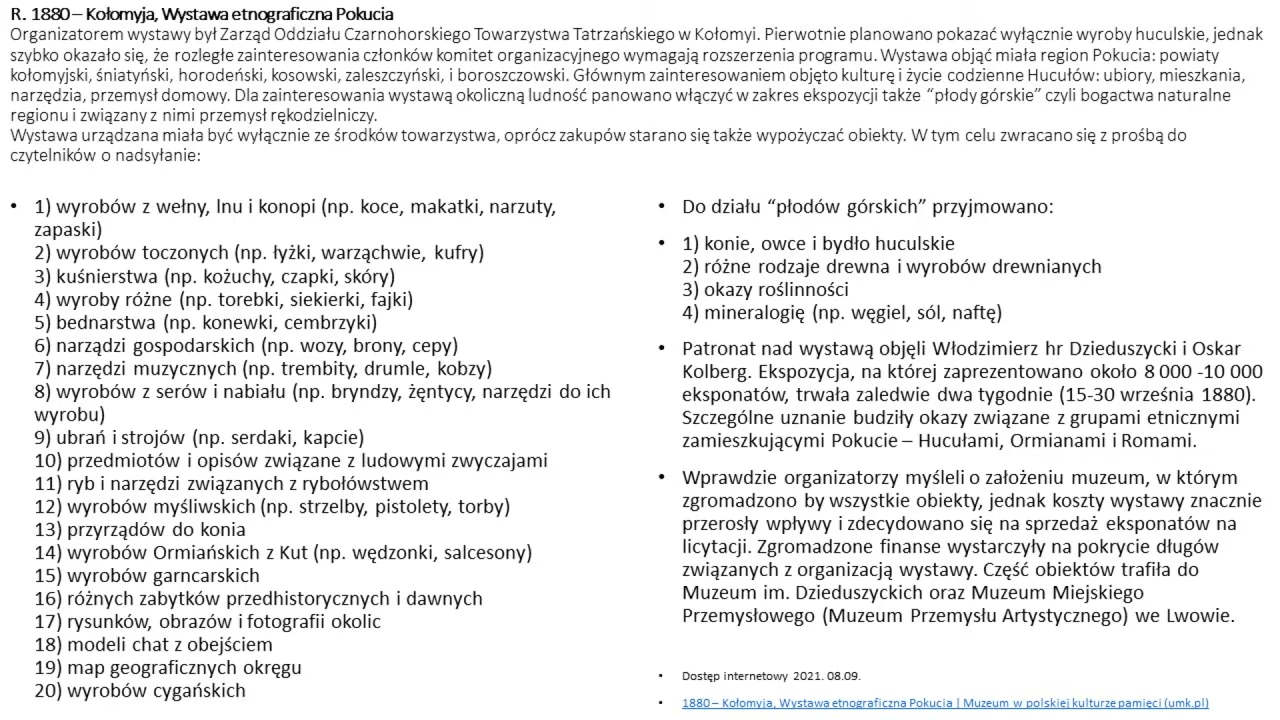 R. 1880 – Kołomyja, Wystawa etnograficzna Pokucia
Organizatorem wystawy był Zarząd Oddziału Czarnohorskiego Towarzystwa Tatrzańskiego w Kołomyi. Pierwotnie planowano pokazać wyłącznie wyroby huculskie, jednak
szybko okazało się, że rozległe zainteresowania członków komitet organizacyjnego wymagają rozszerzenia programu. Wystawa objąć miała region Pokucia: powiaty
kołomyjski, śniatyński, horodeński, kosowski, zaleszczyński, i boroszczowski. Głównym zainteresowaniem objęto kulturę i życie codzienne Hucułów: ubiory, mieszkania,
narzędzia, przemysł domowy. Dla zainteresowania wystawą okoliczną ludność panowano włączyć w zakres ekspozycji także “płody górskie” czyli bogactwa naturalne
regionu i związany z nimi przemysł rękodzielniczy.
Wystawa urządzana miała być wyłącznie ze środków towarzystwa, oprócz zakupów starano się także wypożyczać obiekty. W tym celu zwracano się z prośbą do
czytelników o nadsyłanie:
• 1) wyrobów z wełny, lnu i konopi (np. koce, makatki, narzuty,
zapaski)
2) wyrobów toczonych (np. łyżki, warząchwie, kufry)
3) kuśnierstwa (np. kożuchy, czapki, skóry)
4) wyroby różne (np. torebki, siekierki, fajki)
5) bednarstwa (np. konewki, cembrzyki)
6) narządzi gospodarskich (np. wozy, brony, cepy)
7) narzędzi muzycznych (np. trembity, drumle, kobzy)
8) wyrobów z serów i nabiału (np. bryndzy, żęntycy, narzędzi do ich
wyrobu)
9) ubrań i strojów (np. serdaki, kapcie)
10) przedmiotów i opisów związane z ludowymi zwyczajami
11) ryb i narzędzi związanych z rybołówstwem
12) wyrobów myśliwskich (np. strzelby, pistolety, torby)
13) przyrządów do konia
14) wyrobów Ormiańskich z Kut (np. wędzonki, salcesony)
15) wyrobów garncarskich
16) różnych zabytków przedhistorycznych i dawnych
17) rysunków, obrazów i fotografii okolic
18) modeli chat z obejściem
19) map geograficznych okręgu
20) wyrobów cygańskich
• Do działu “płodów górskich” przyjmowano:
• 1) konie, owce i bydło huculskie
2) różne rodzaje drewna i wyrobów drewnianych
3) okazy roślinności
4) mineralogię (np. węgiel, sól, naftę)
• Patronat nad wystawą objęli Włodzimierz hr Dzieduszycki i Oskar
Kolberg. Ekspozycja, na której zaprezentowano około 8 000 -10 000
eksponatów, trwała zaledwie dwa tygodnie (15-30 września 1880).
Szczególne uznanie budziły okazy związane z grupami etnicznymi
zamieszkującymi Pokucie – Hucułami, Ormianami i Romami.
• Wprawdzie organizatorzy myśleli o założeniu muzeum, w którym
zgromadzono by wszystkie obiekty, jednak koszty wystawy znacznie
przerosły wpływy i zdecydowano się na sprzedaż eksponatów na
licytacji. Zgromadzone finanse wystarczyły na pokrycie długów
związanych z organizacją wystawy. Część obiektów trafiła do
Muzeum im. Dzieduszyckich oraz Muzeum Miejskiego
Przemysłowego (Muzeum Przemysłu Artystycznego) we Lwowie.
• Dostęp internetowy 2021. 08.09.
• 1880 – Kołomyja, Wystawa etnograficzna Pokucia | Muzeum w polskiej kulturze pamięci (umk.pl)